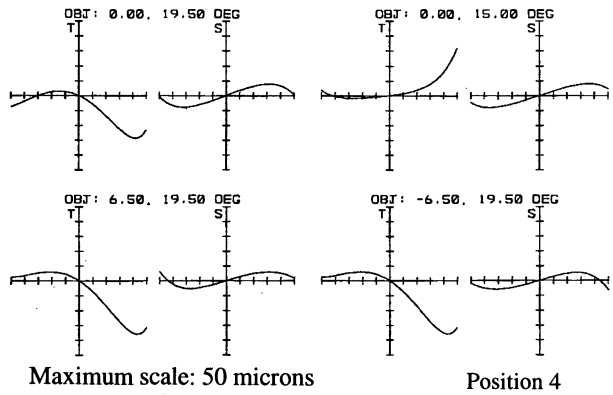 OBJ: 0.00, 19.50 DEG
T
S
OBJ: 0.00, 15.00 DEG
T
S
OBJ: 6.50, 19.50 DEG
T
S
OBJ: -6.50, 19.50 DEG
T
S
Maximum scale: 50 microns
Position 4